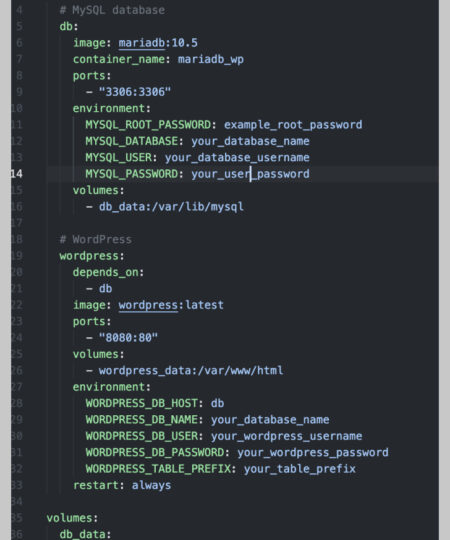 4 # MySQL database
5 db:
6 image: mariadb:10.5
7 container_name: mariadb_wp
8 ports:
9 - "3306:3306"
10 environment:
11 MYSQL_ROOT_PASSWORD: example_root_password
12 MYSQL_DATABASE: your_database_name
13 MYSQL_USER: your_database_username
14 MYSQL_PASSWORD: your_user_password
15 volumes:
16 - db_data:/var/lib/mysql
17
18 # WordPress
19 wordpress:
20 depends_on:
21 - db
22 image: wordpress:latest
23 ports:
24 - "8080:80"
25 volumes:
26 - wordpress_data:/var/www/html
27 environment:
28 WORDPRESS_DB_HOST: db
29 WORDPRESS_DB_NAME: your_database_name
30 WORDPRESS_DB_USER: your_wordpress_username
31 WORDPRESS_DB_PASSWORD: your_wordpress_password
32 WORDPRESS_TABLE_PREFIX: your_table_prefix
33 restart: always
34
35 volumes:
36 db_data: